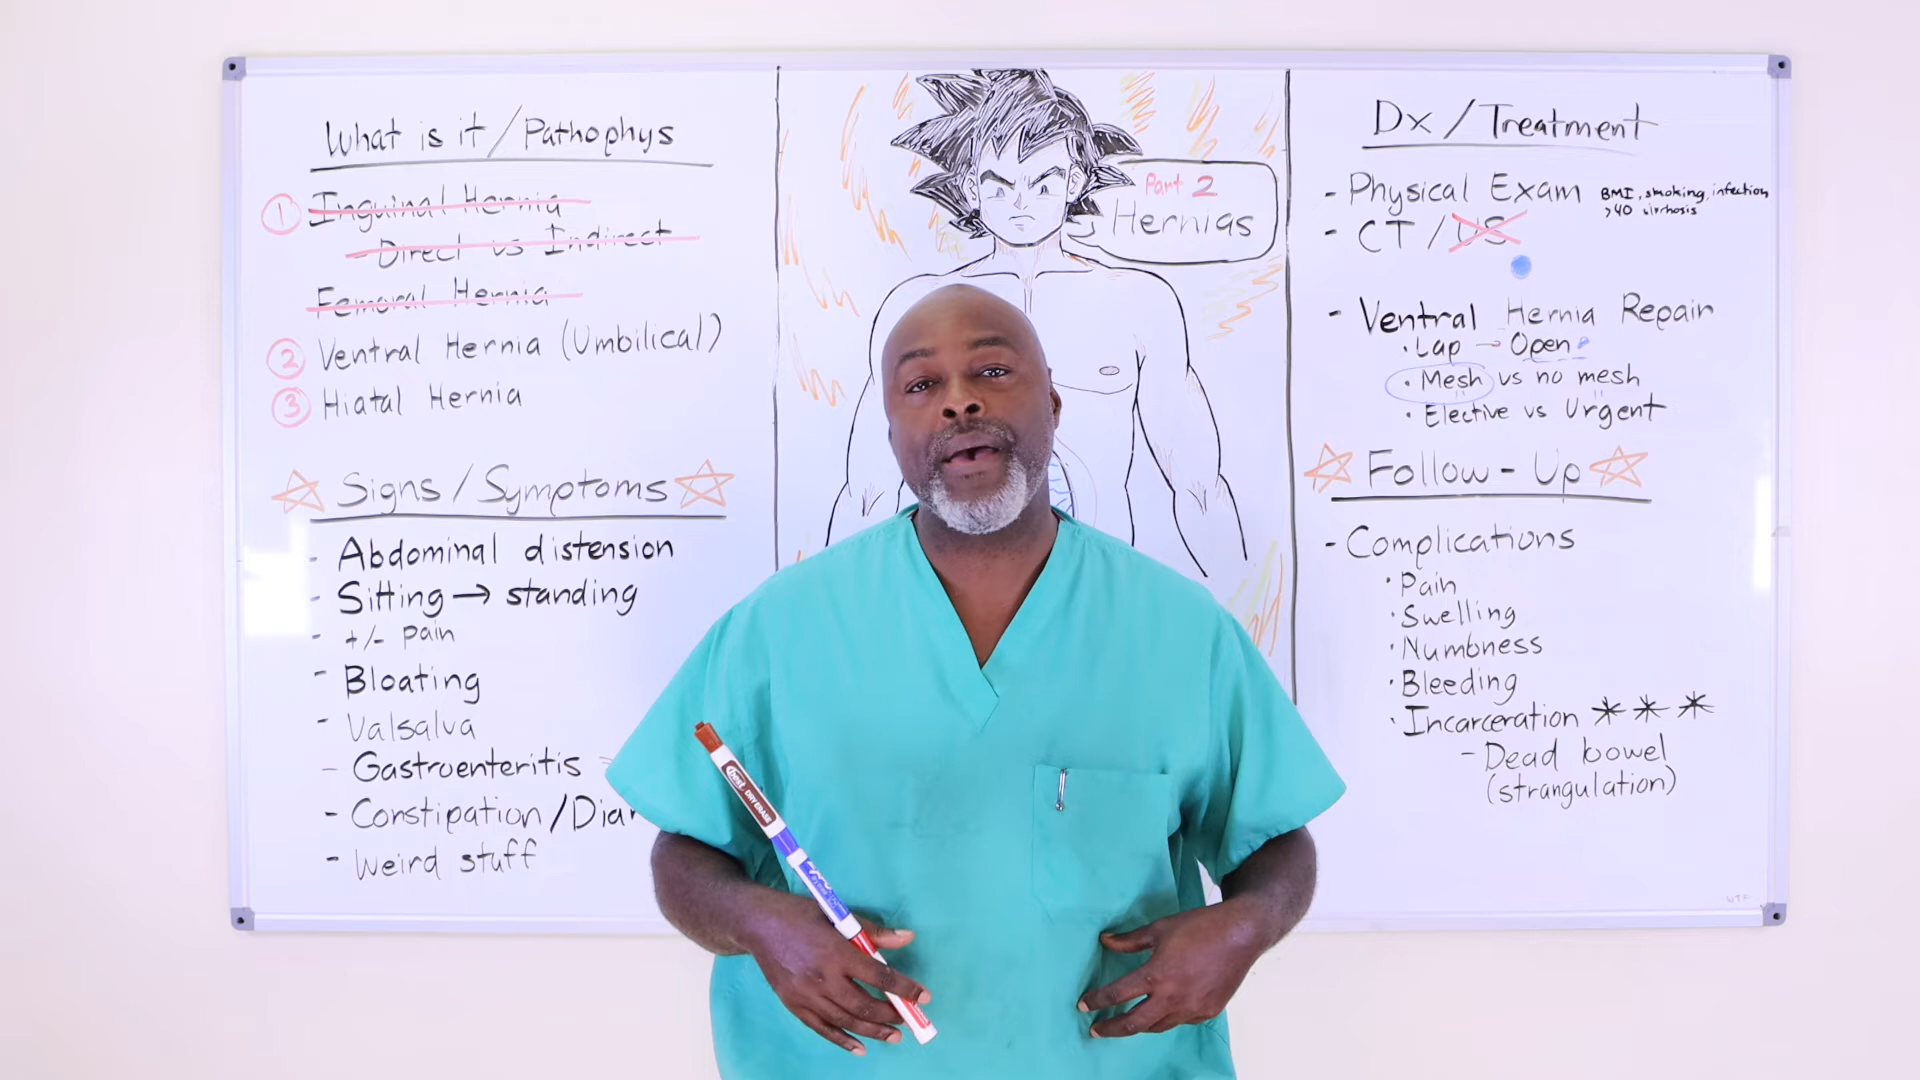 What is it / Pathophys
① Inguinal Hernia
- Direct vs Indirect
Femoral Hernia
② Ventral Hernia (Umbilical)
③ Hiatal Hernia
Signs / Symptoms
- Abdominal distension
- Sitting → standing
- +/- pain
- Bloating
- Valsalva
- Gastroenteritis
- Constipation / Diar
- Weird stuff
Part 2
Hernias
Dx / Treatment
- Physical Exam BMI, smoking, infection
>40 cirrhosis
- CT / US
- Ventral Hernia Repair
· Lap → Open
· Mesh vs no mesh
· Elective vs Urgent
Follow-Up
- Complications
· Pain
· Swelling
· Numbness
· Bleeding
· Incarceration ***
- Dead bowel
(strangulation)
DRY ERASE